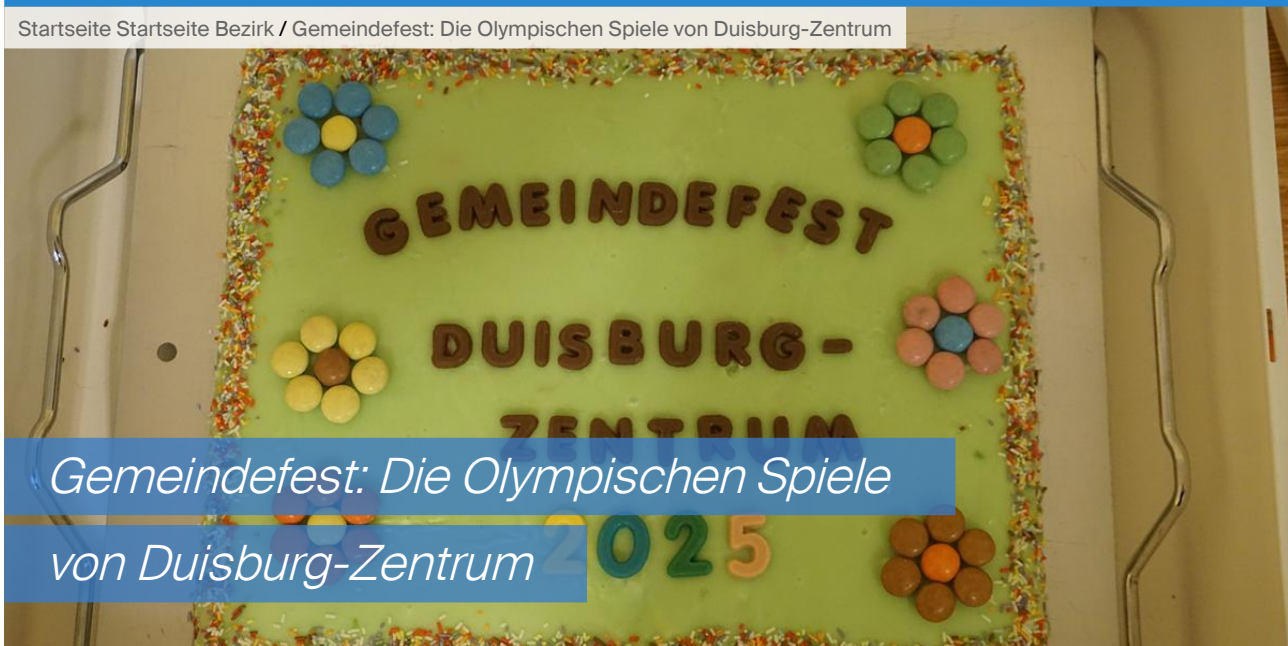 Startseite Startseite Bezirk / Gemeindefest: Die Olympischen Spiele von Duisburg-Zentrum
GEMEINDEFEST
DUISBURG-
ZENTRUM
2025
Gemeindefest: Die Olympischen Spiele
von Duisburg-Zentrum